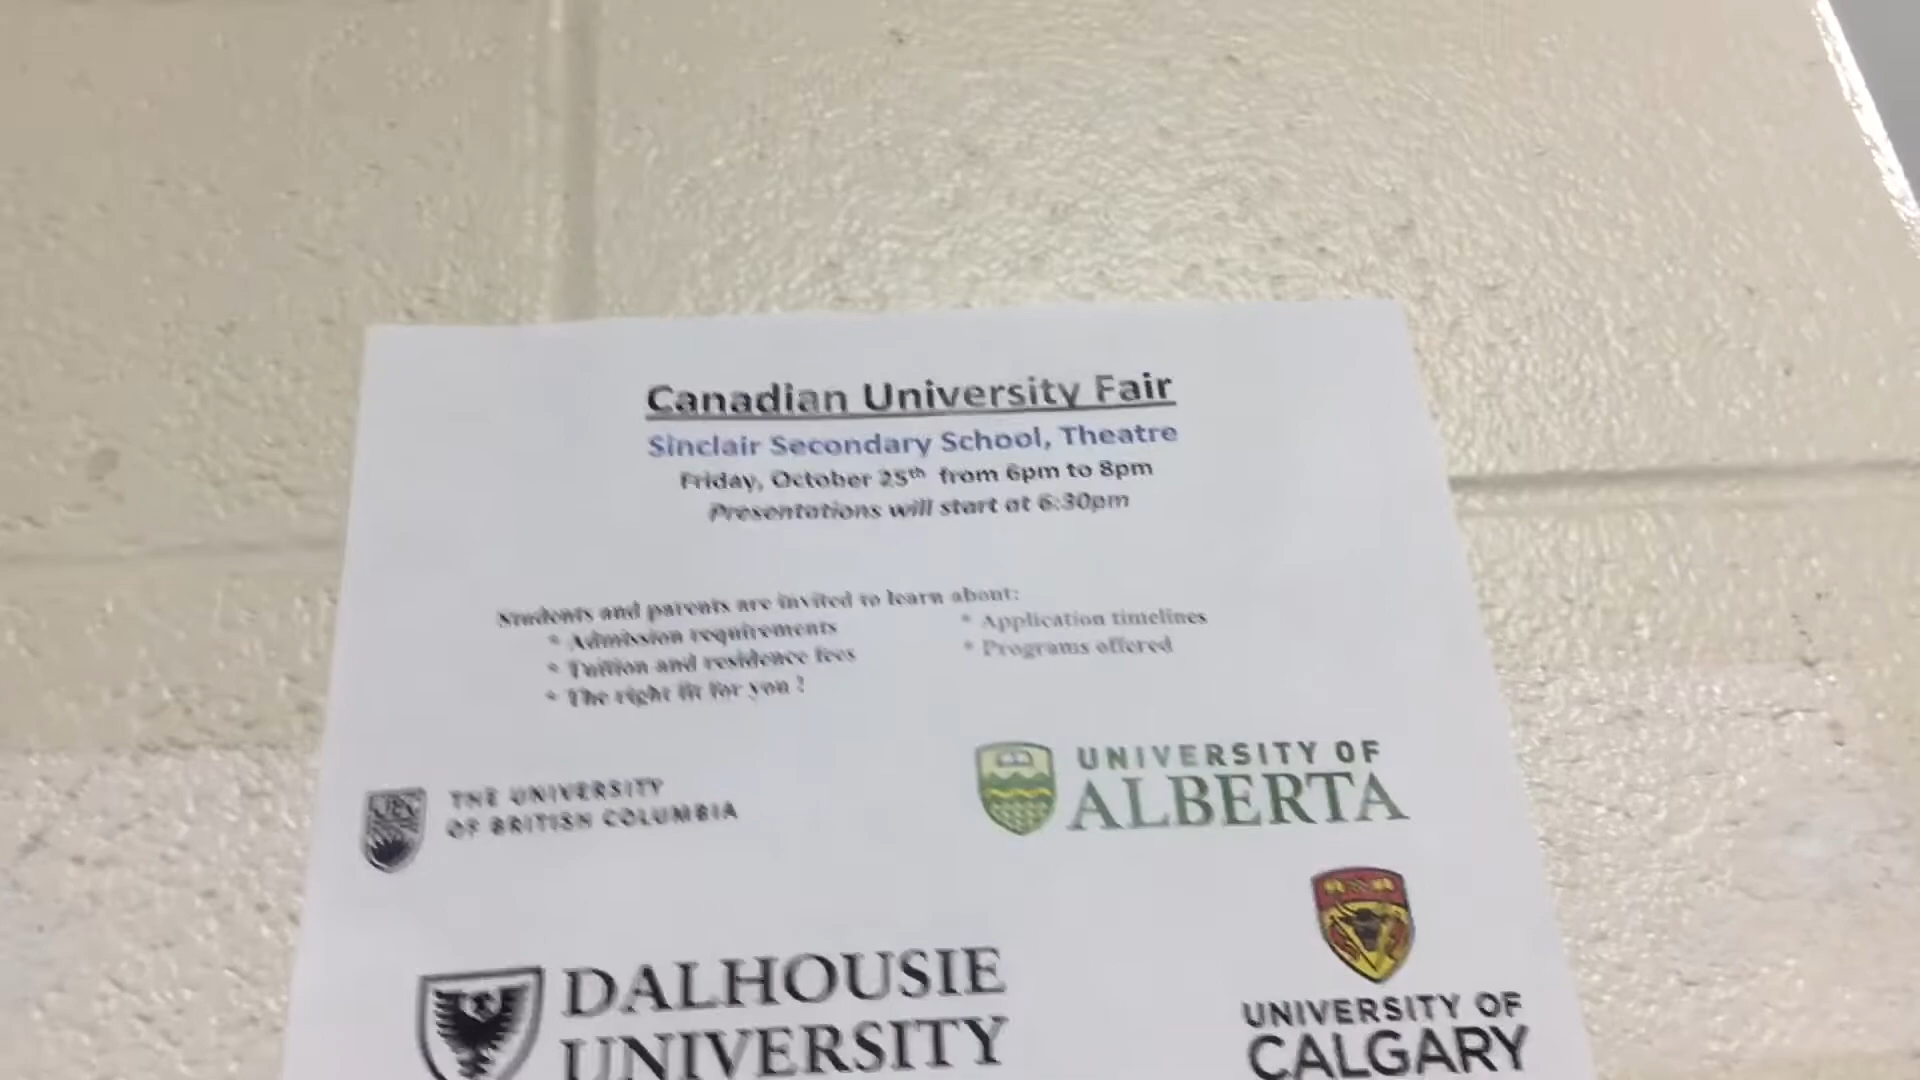 Canadian University Fair
Sinclair Secondary School, Theatre
Friday, October 25th from 6pm to 8pm
Presentations will start at 6:30pm
Students and parents are invited to learn about:
* Admission requirements
* Application timelines
* Tuition and residence fees
* Programs offered
* The right fit for you !
THE UNIVERSITY
OF BRITISH COLUMBIA
UNIVERSITY OF
ALBERTA
DALHOUSIE
UNIVERSITY
UNIVERSITY OF
CALGARY